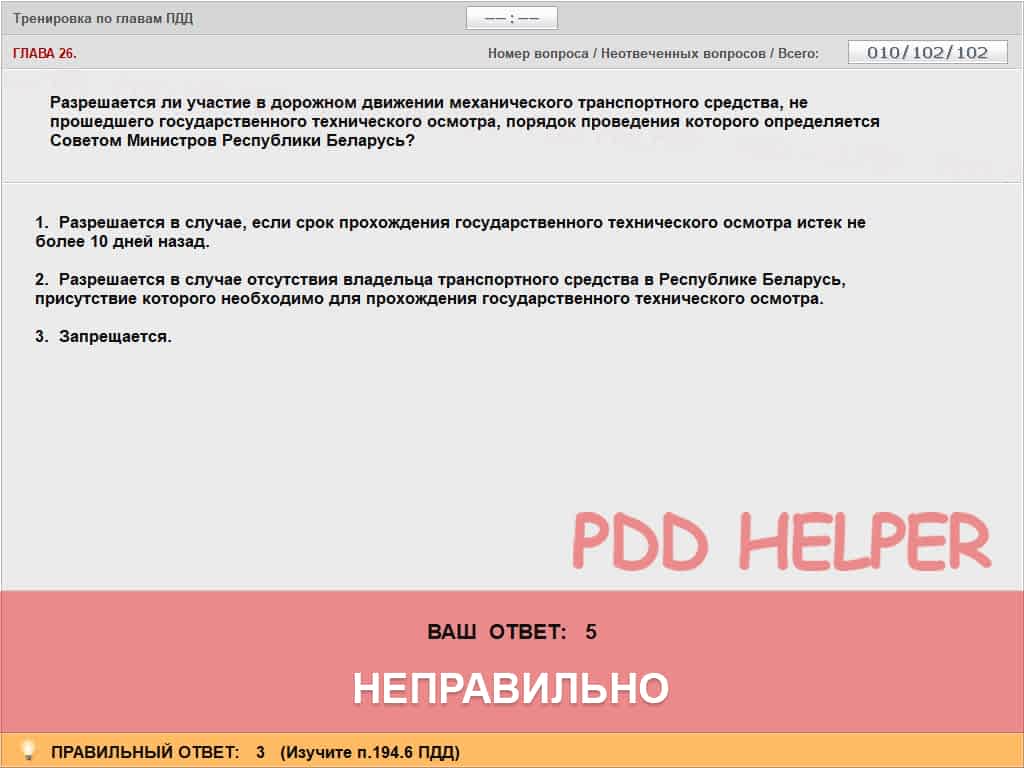 Тренировка по главам ПДД
−− : −−
ГЛАВА 26.
Номер вопроса / Неотвеченных вопросов / Всего: 010/102/102
Разрешается ли участие в дорожном движении механического транспортного средства, не
прошедшего государственного технического осмотра, порядок проведения которого определяется
Советом Министров Республики Беларусь?
1. Разрешается в случае, если срок прохождения государственного технического осмотра истек не
более 10 дней назад.
2. Разрешается в случае отсутствия владельца транспортного средства в Республике Беларусь,
присутствие которого необходимо для прохождения государственного технического осмотра.
3. Запрещается.
PDD HELPER
ВАШ ОТВЕТ: 5
НЕПРАВИЛЬНО
ПРАВИЛЬНЫЙ ОТВЕТ: 3 (Изучите п.194.6 ПДД)